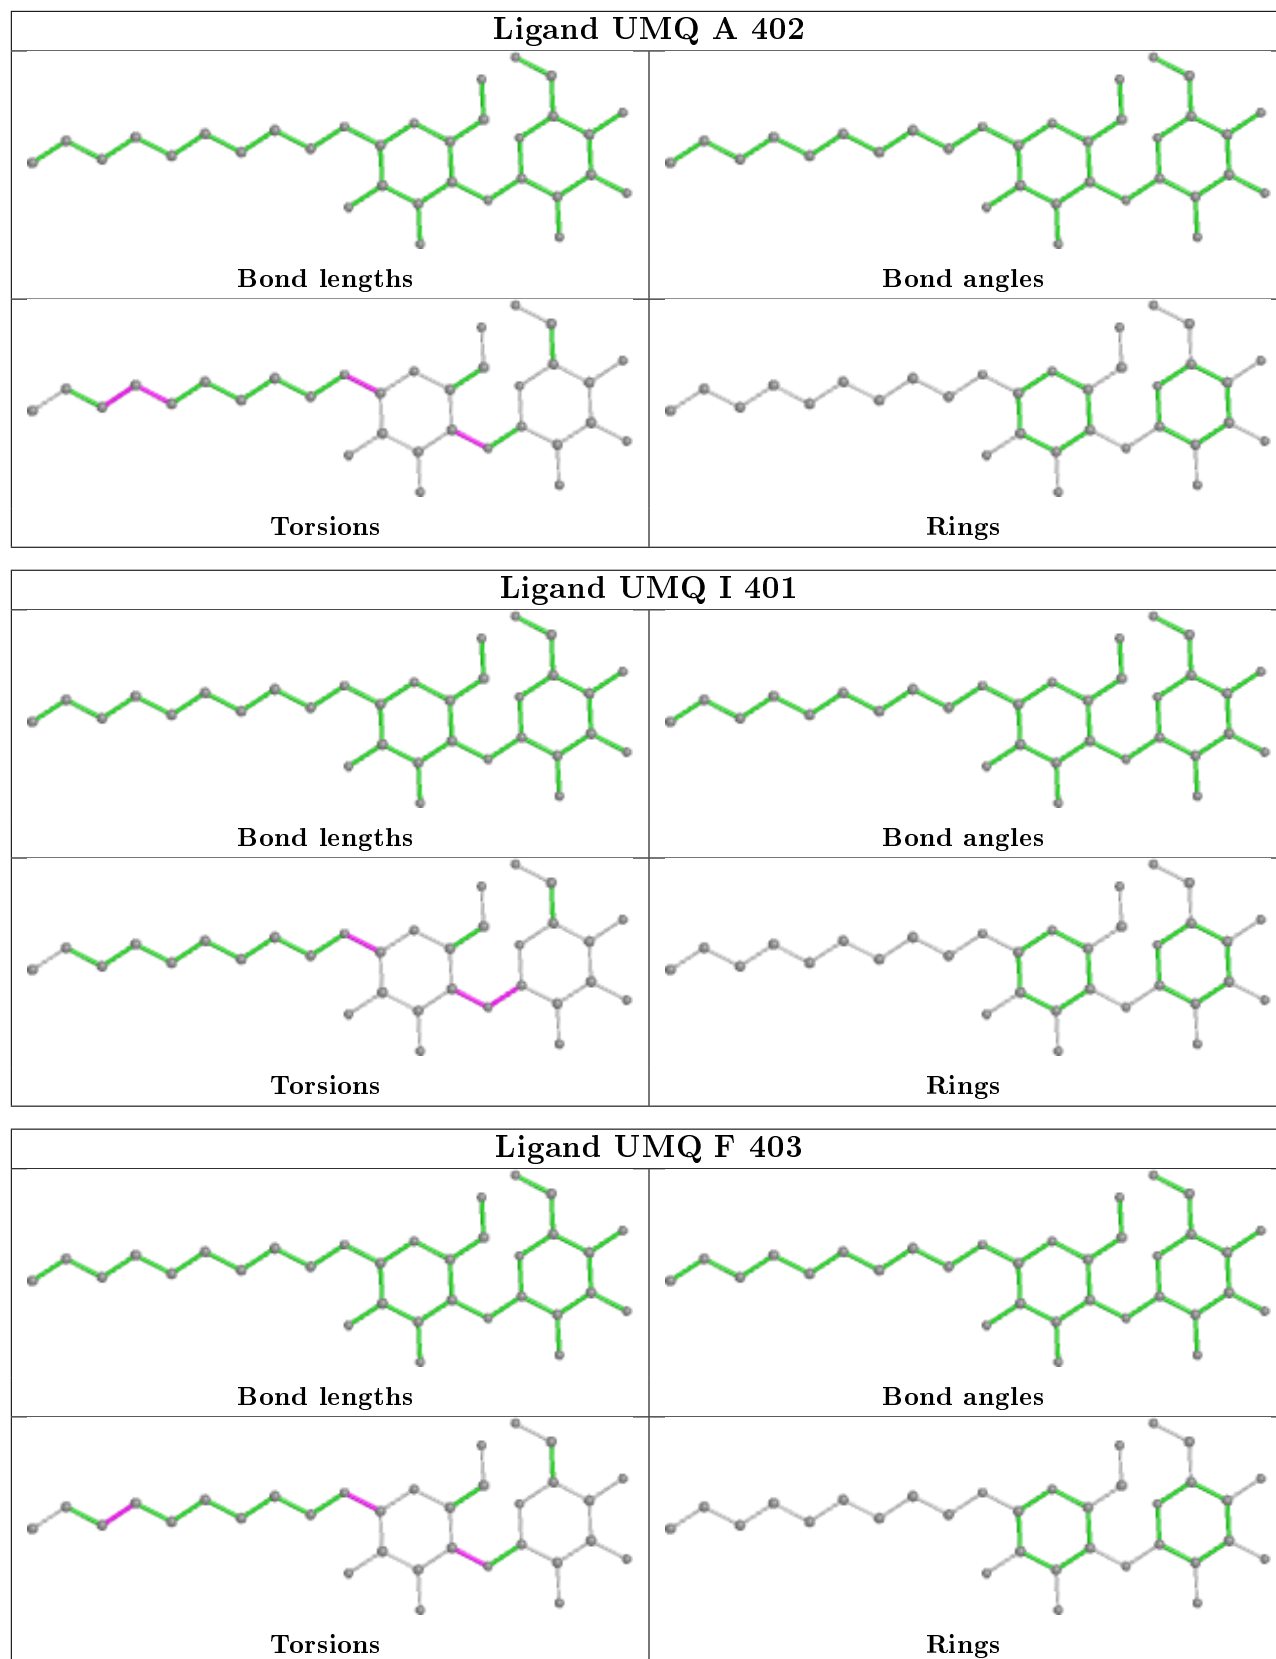 Ligand UMQ A 402
Bond lengths
Bond angles
Torsions
Rings
Ligand UMQ I 401
Bond lengths
Bond angles
Torsions
Rings
Ligand UMQ F 403
Bond lengths
Bond angles
Torsions
Rings